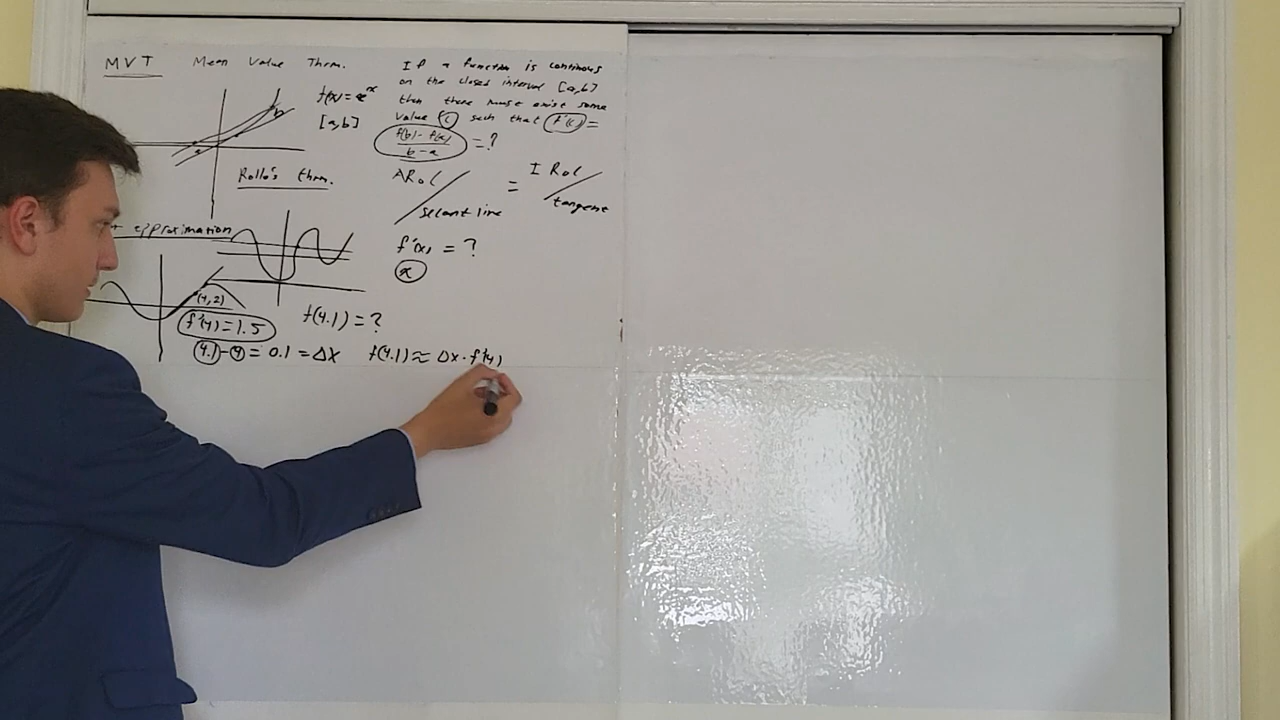 MVT Mean Value Thrm.
If a function is continous
on the closed interval [a,b]
then there must exist some
value (c) such that f'(c) =
f(b) - f(a) / b - a = ?
f(x) = e^x
[a,b]
a
b
Rolle's thrm.
ARoC / secant line = IRoC / tangent
approximation
f'(x) = ?
x
(4,2)
f'(4) = 1.5
f(4.1) = ?
4.1 - 4 = 0.1 = Δx f(4.1) ≈ Δx · f'(4)